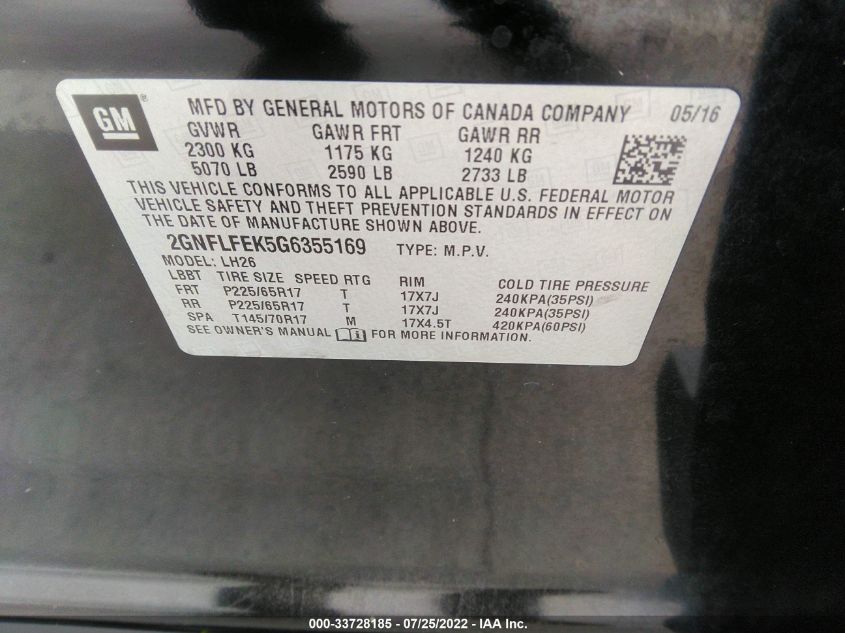 GM ®
MFD BY GENERAL MOTORS OF CANADA COMPANY 05/16
GVWR GAWR FRT GAWR RR
2300 KG 1175 KG 1240 KG
5070 LB 2590 LB 2733 LB
THIS VEHICLE CONFORMS TO ALL APPLICABLE U.S. FEDERAL MOTOR
VEHICLE SAFETY AND THEFT PREVENTION STANDARDS IN EFFECT ON
THE DATE OF MANUFACTURE SHOWN ABOVE.
2GNFLFEK5G6355169 TYPE: M.P.V.
MODEL: LH26
LBBT TIRE SIZE SPEED RTG RIM COLD TIRE PRESSURE
FRT P225/65R17 T 17X7J 240KPA(35PSI)
RR P225/65R17 T 17X7J 240KPA(35PSI)
SPA T145/70R17 M 17X4.5T 420KPA(60PSI)
SEE OWNER'S MANUAL FOR MORE INFORMATION.
000-33728185 - 07/25/2022 - IAA Inc.